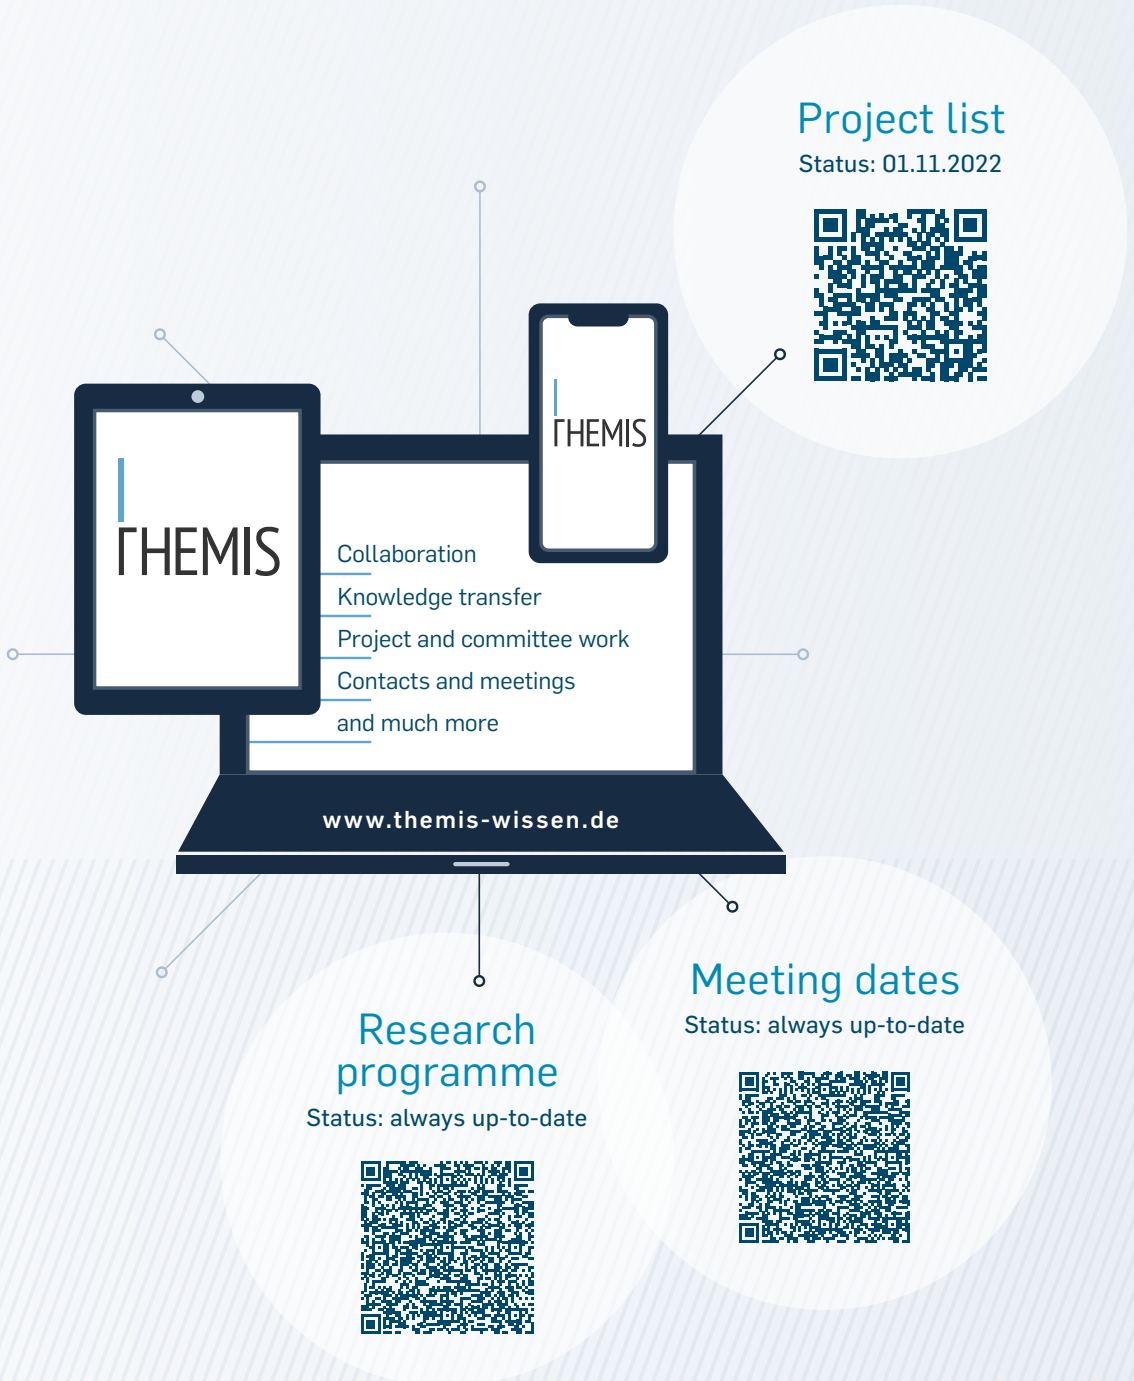 Project list
Status: 01.11.2022
THEMIS
THEMIS
Collaboration
Knowledge transfer
Project and committee work
Contacts and meetings
and much more
www.themis-wissen.de
Meeting dates
Status: always up-to-date
Research
programme
Status: always up-to-date